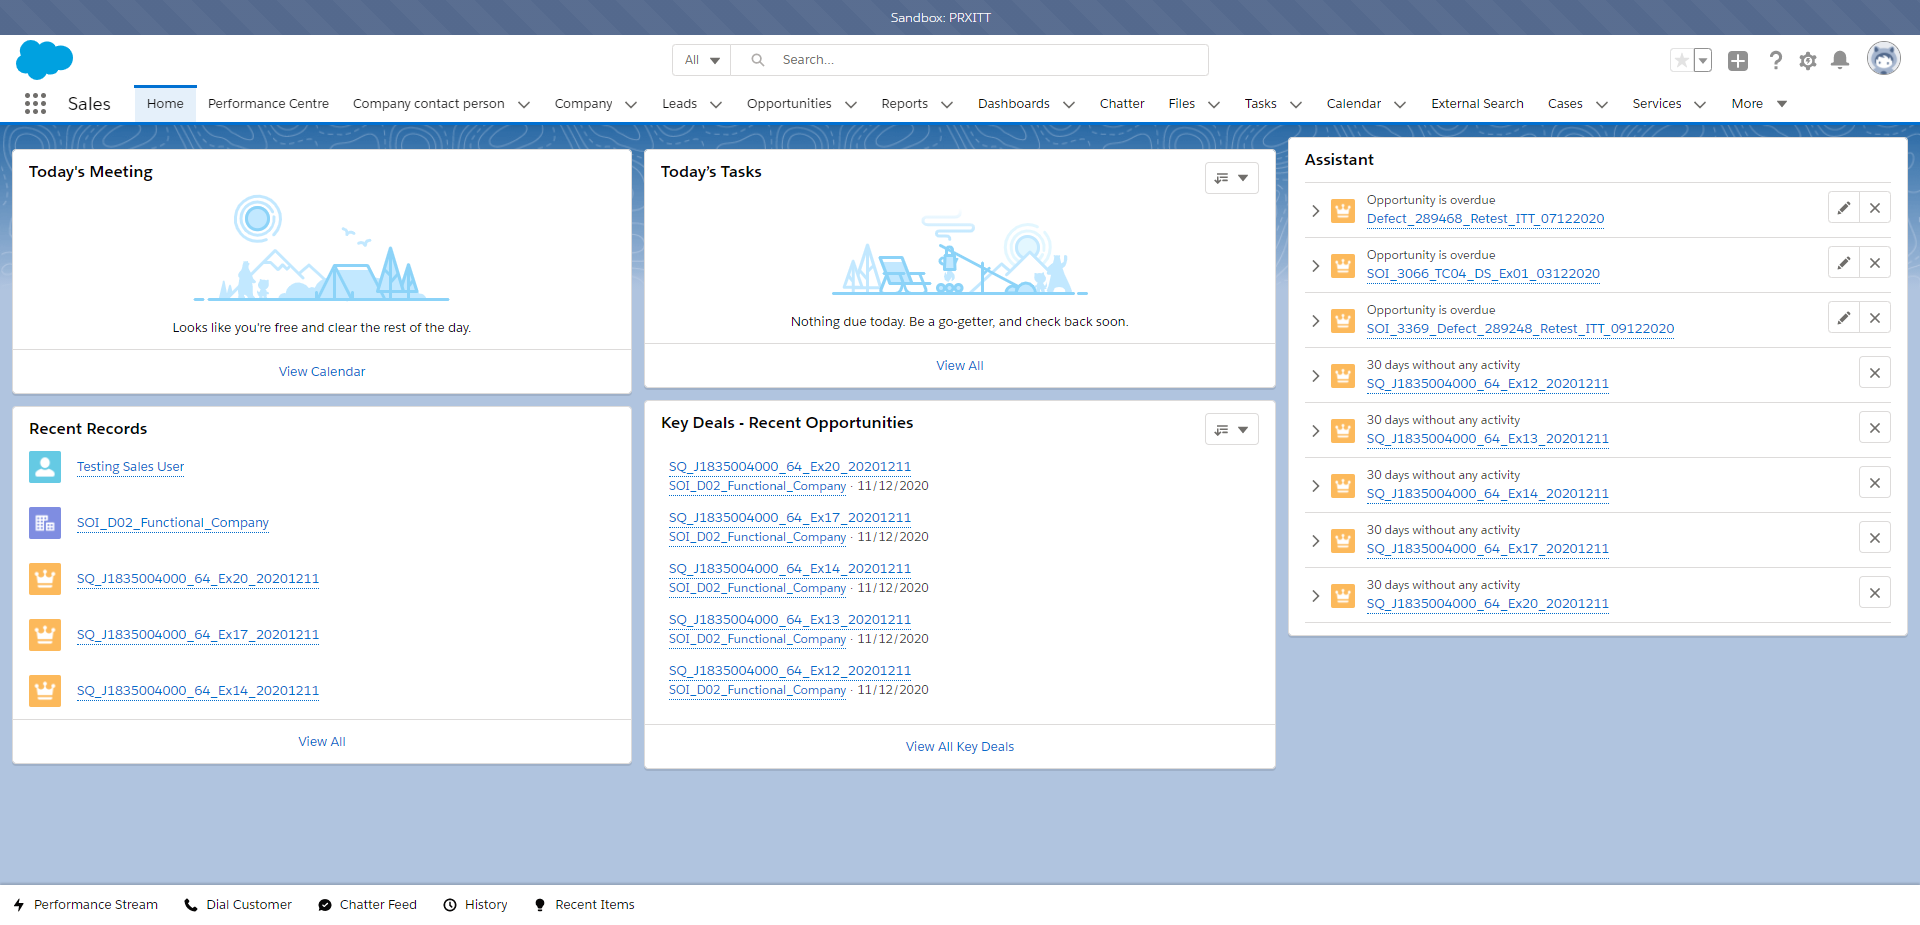 Sandbox: PRXITT
All
Search...
Sales
Home
Performance Centre
Company contact person
Company
Leads
Opportunities
Reports
Dashboards
Chatter
Files
Tasks
Calendar
External Search
Cases
Services
More
Today's Meeting
Looks like you're free and clear the rest of the day.
View Calendar
Recent Records
Testing Sales User
SOI_D02_Functional_Company
SQ_J1835004000_64_Ex20_20201211
SQ_J1835004000_64_Ex17_20201211
SQ_J1835004000_64_Ex14_20201211
View All
Today’s Tasks
Nothing due today. Be a go-getter, and check back soon.
View All
Key Deals - Recent Opportunities
SQ_J1835004000_64_Ex20_20201211
SOI_D02_Functional_Company · 11/12/2020
SQ_J1835004000_64_Ex17_20201211
SOI_D02_Functional_Company · 11/12/2020
SQ_J1835004000_64_Ex14_20201211
SOI_D02_Functional_Company · 11/12/2020
SQ_J1835004000_64_Ex13_20201211
SOI_D02_Functional_Company · 11/12/2020
SQ_J1835004000_64_Ex12_20201211
SOI_D02_Functional_Company · 11/12/2020
View All Key Deals
Assistant
Opportunity is overdue
Defect_289468_Retest_ITT_07122020
Opportunity is overdue
SOI_3066_TC04_DS_Ex01_03122020
Opportunity is overdue
SOI_3369_Defect_289248_Retest_ITT_09122020
30 days without any activity
SQ_J1835004000_64_Ex12_20201211
30 days without any activity
SQ_J1835004000_64_Ex13_20201211
30 days without any activity
SQ_J1835004000_64_Ex14_20201211
30 days without any activity
SQ_J1835004000_64_Ex17_20201211
30 days without any activity
SQ_J1835004000_64_Ex20_20201211
Performance Stream
Dial Customer
Chatter Feed
History
Recent Items